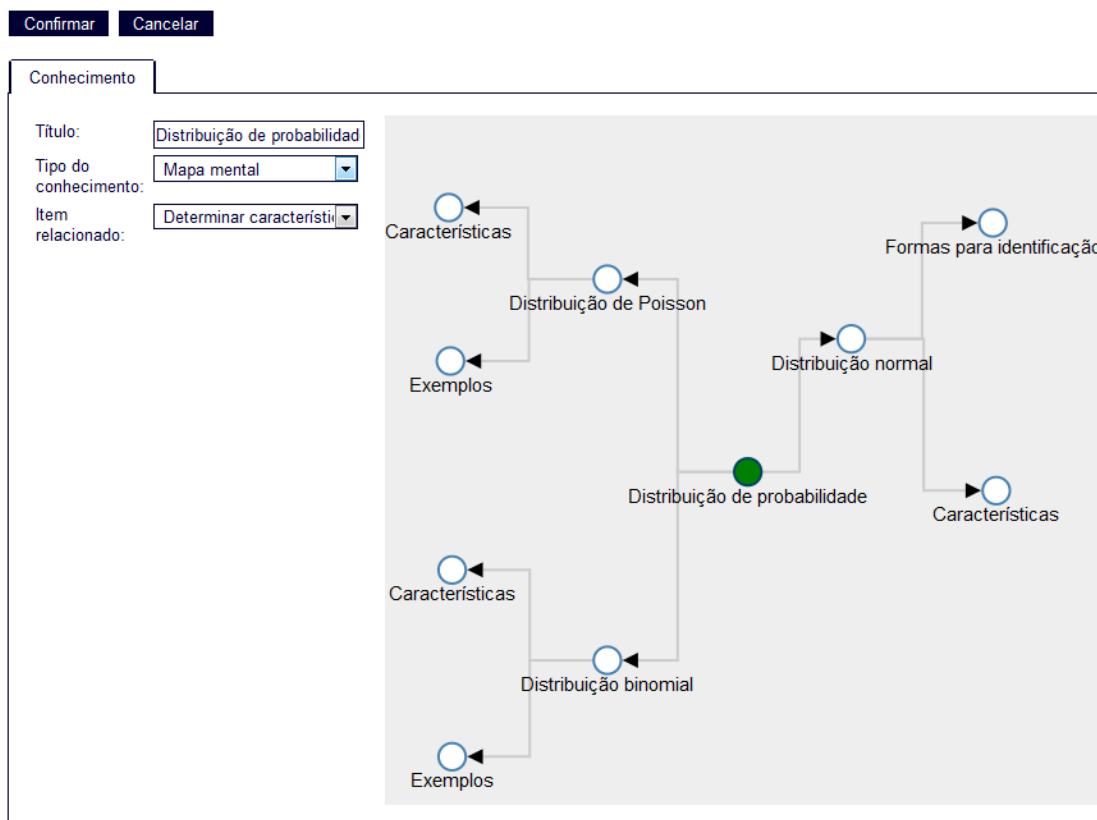 Confirmar Cancelar
Conhecimento
Título: Distribuição de probabilidad
Tipo do
conhecimento: Mapa mental
Item
relacionado: Determinar característi
Características
Formas para identificação
Distribuição de Poisson
Distribuição normal
Exemplos
Distribuição de probabilidade
Características
Características
Distribuição binomial
Exemplos